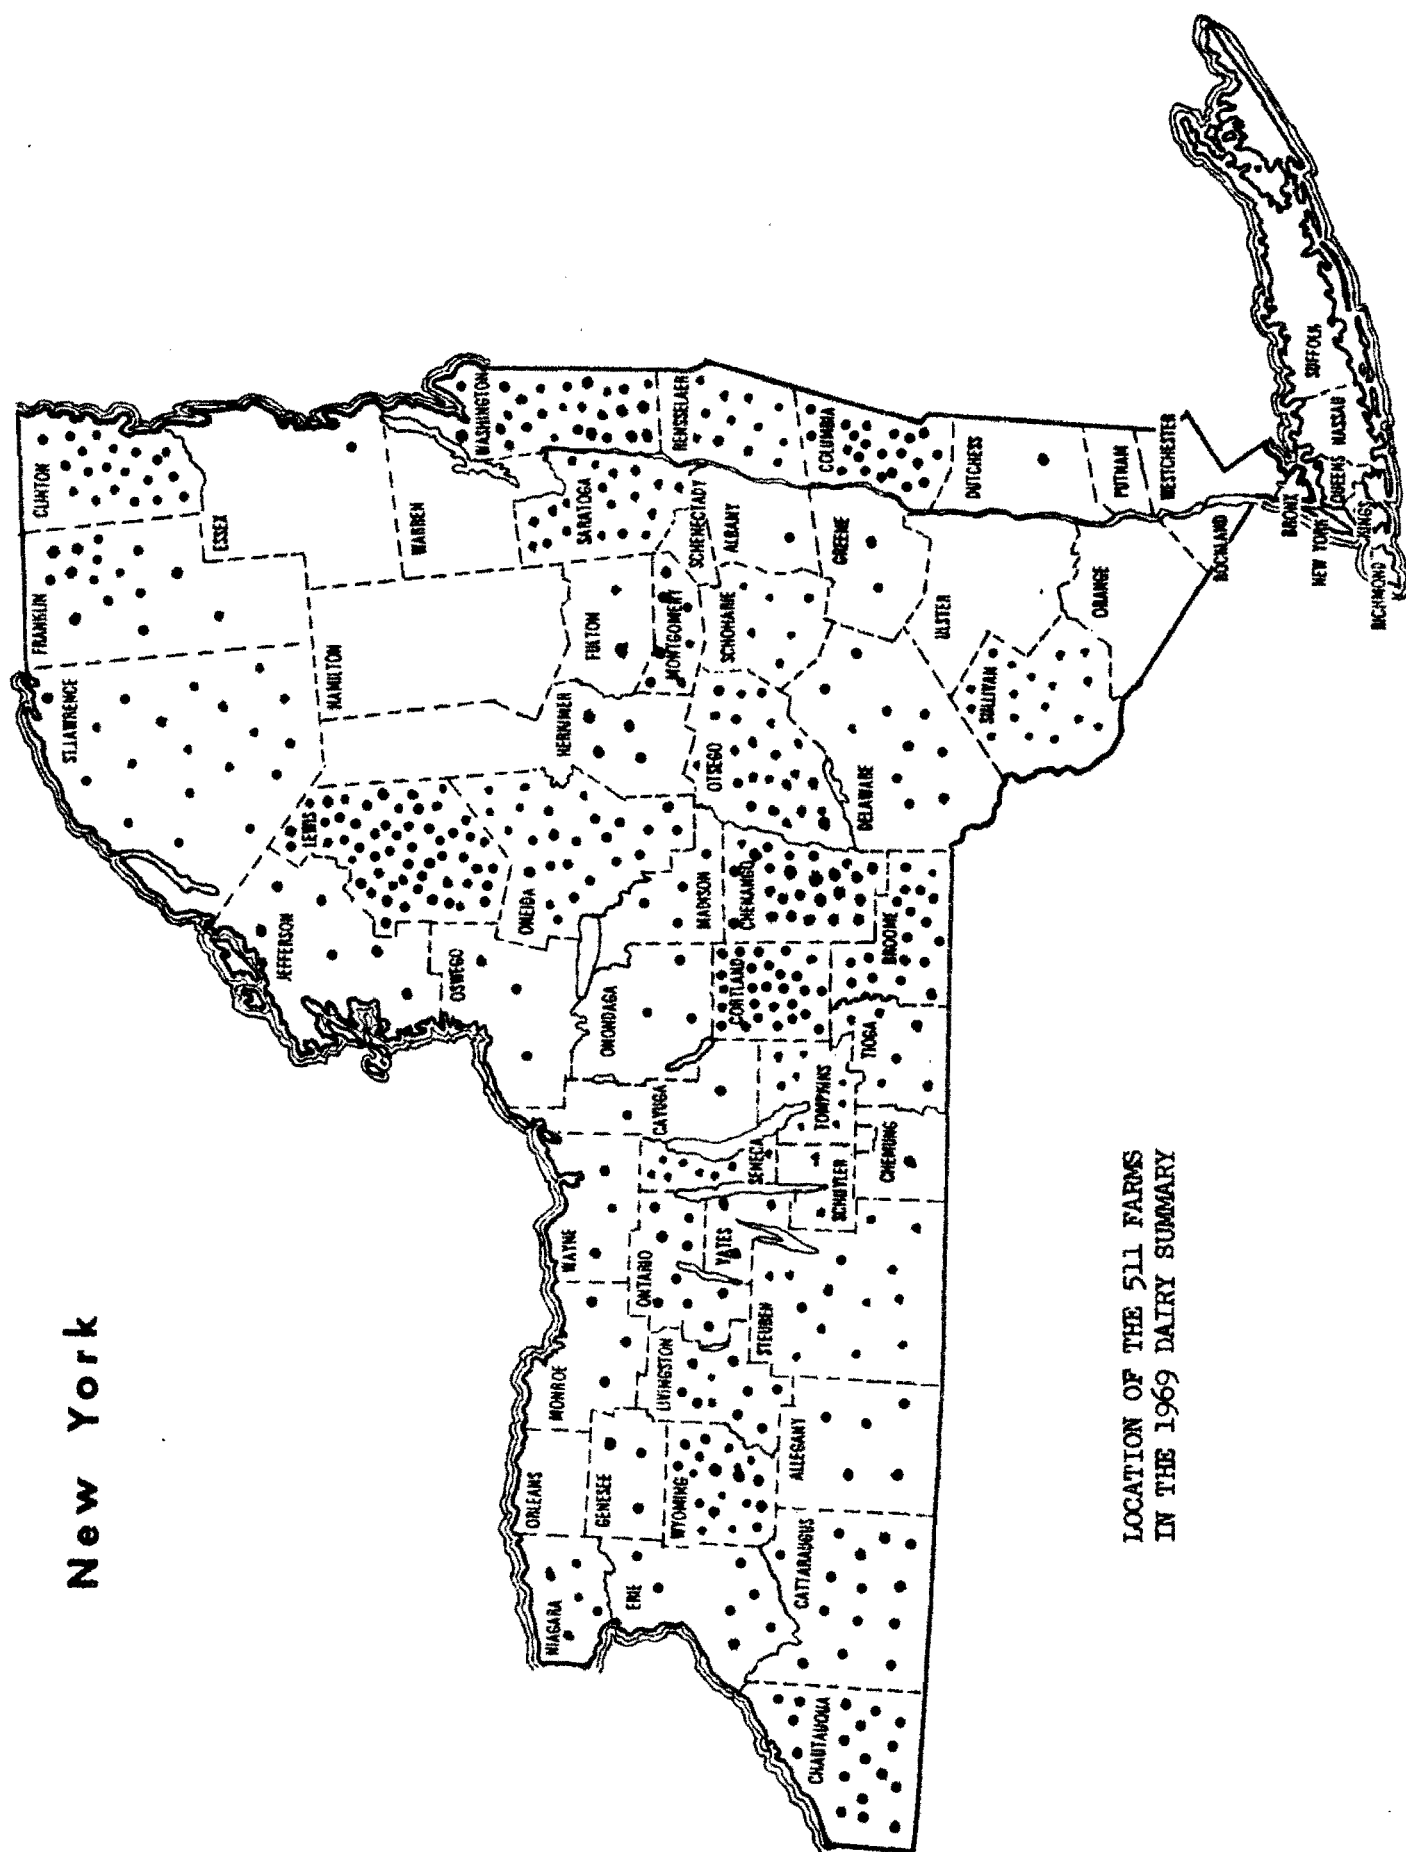 New York
CLINTON
FRANKLIN
ST.LAWRENCE
ESSEX
HAMILTON
WARREN
WASHINGTON
LEWIS
JEFFERSON
OSWEGO
ONEIDA
HERKIMER
FULTON
SARATOGA
MONTGOMERY
SCHENECTADY
RENSSELAER
ALBANY
SCHOHARIE
OTSEGO
MADISON
ONONDAGA
CAYUGA
WAYNE
MONROE
ORLEANS
NIAGARA
ERIE
GENESEE
WYOMING
LIVINGSTON
ONTARIO
YATES
SENECA
TOMPKINS
CORTLAND
CHENANGO
DELAWARE
GREENE
COLUMBIA
DUTCHESS
ULSTER
SULLIVAN
ORANGE
PUTNAM
WESTCHESTER
ROCKLAND
BROOME
TIOGA
CHEMUNG
SCHUYLER
STEUBEN
ALLEGANY
CATTARAUGUS
CHAUTAUQUA
BRONX
NEW YORK
QUEENS
KINGS
RICHMOND
NASSAU
SUFFOLK
LOCATION OF THE 511 FARMS
IN THE 1969 DAIRY SUMMARY